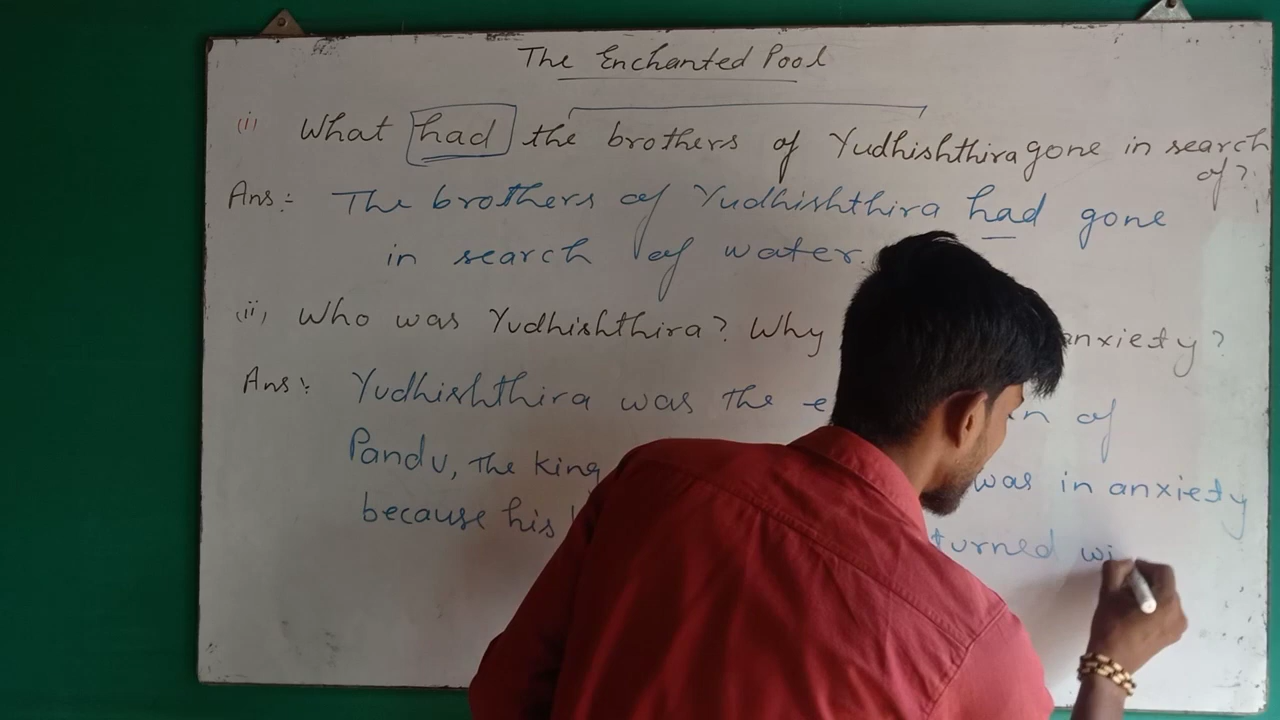 The Enchanted Pool
(i) What had the brothers of Yudhishthira gone in search
of?
Ans:- The brothers of Yudhishthira had gone
in search of water.
(ii) Who was Yudhishthira? Why anxiety?
Ans: Yudhishthira was the of
Pandu, The king was in anxiety
because his